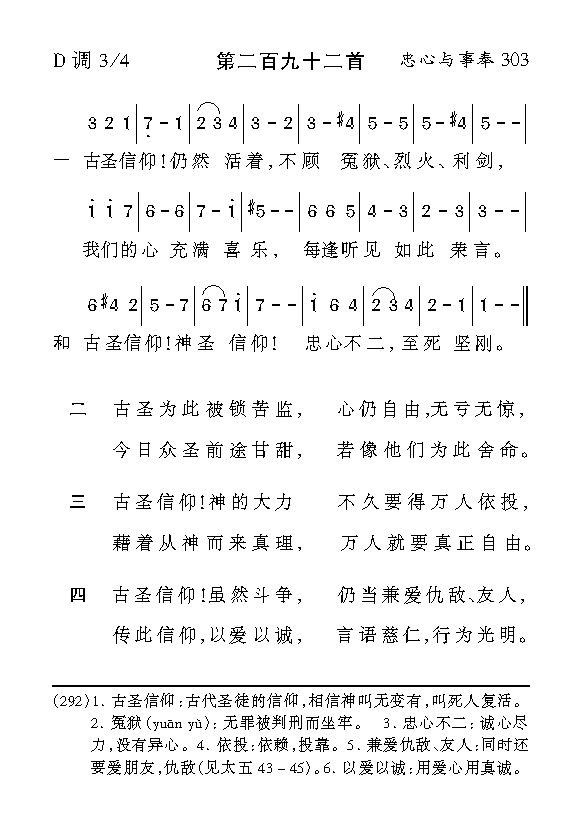 D 调 3/4 第二百九十二首 忠心与事奉 303
3 2 1|7̣ - 1|2 3 4|3 - 2|3 - #4|5 - 5|5 - #4|5 - -|
一 古圣信仰!仍然 活着,不 顾 冤狱、烈火、利剑,
1̇ 1̇ 7|6 - 6|7 - 1̇|#5 - -|6 6 5|4 - 3|2 - 3|3 - -|
我们的心 充满 喜乐, 每逢听见 如此 荣言。
6 #4 2|5 - 7|6 7 1̇|7 - -|1̇ 6 4|2 3 4|2 - 1|1 - -‖
和 古圣信仰!神圣 信仰! 忠心不二,至死 坚刚。
二 古圣为此被锁苦监, 心仍自由,无亏无惊,
今日众圣前途甘甜, 若像他们为此舍命。
三 古圣信仰!神的大力 不久要得万人依投,
藉着从神而来真理, 万人就要真正自由。
四 古圣信仰!虽然斗争, 仍当兼爱仇敌、友人,
传此信仰,以爱以诚, 言语慈仁,行为光明。
(292)1. 古圣信仰:古代圣徒的信仰,相信神叫无变有,叫死人复活。
2. 冤狱(yuān yù):无罪被判刑而坐牢。 3. 忠心不二:诚心尽
力,没有异心。4. 依投:依赖,投靠。5. 兼爱仇敌、友人:同时还
要爱朋友,仇敌(见太五 43－45)。6. 以爱以诚:用爱心用真诚。